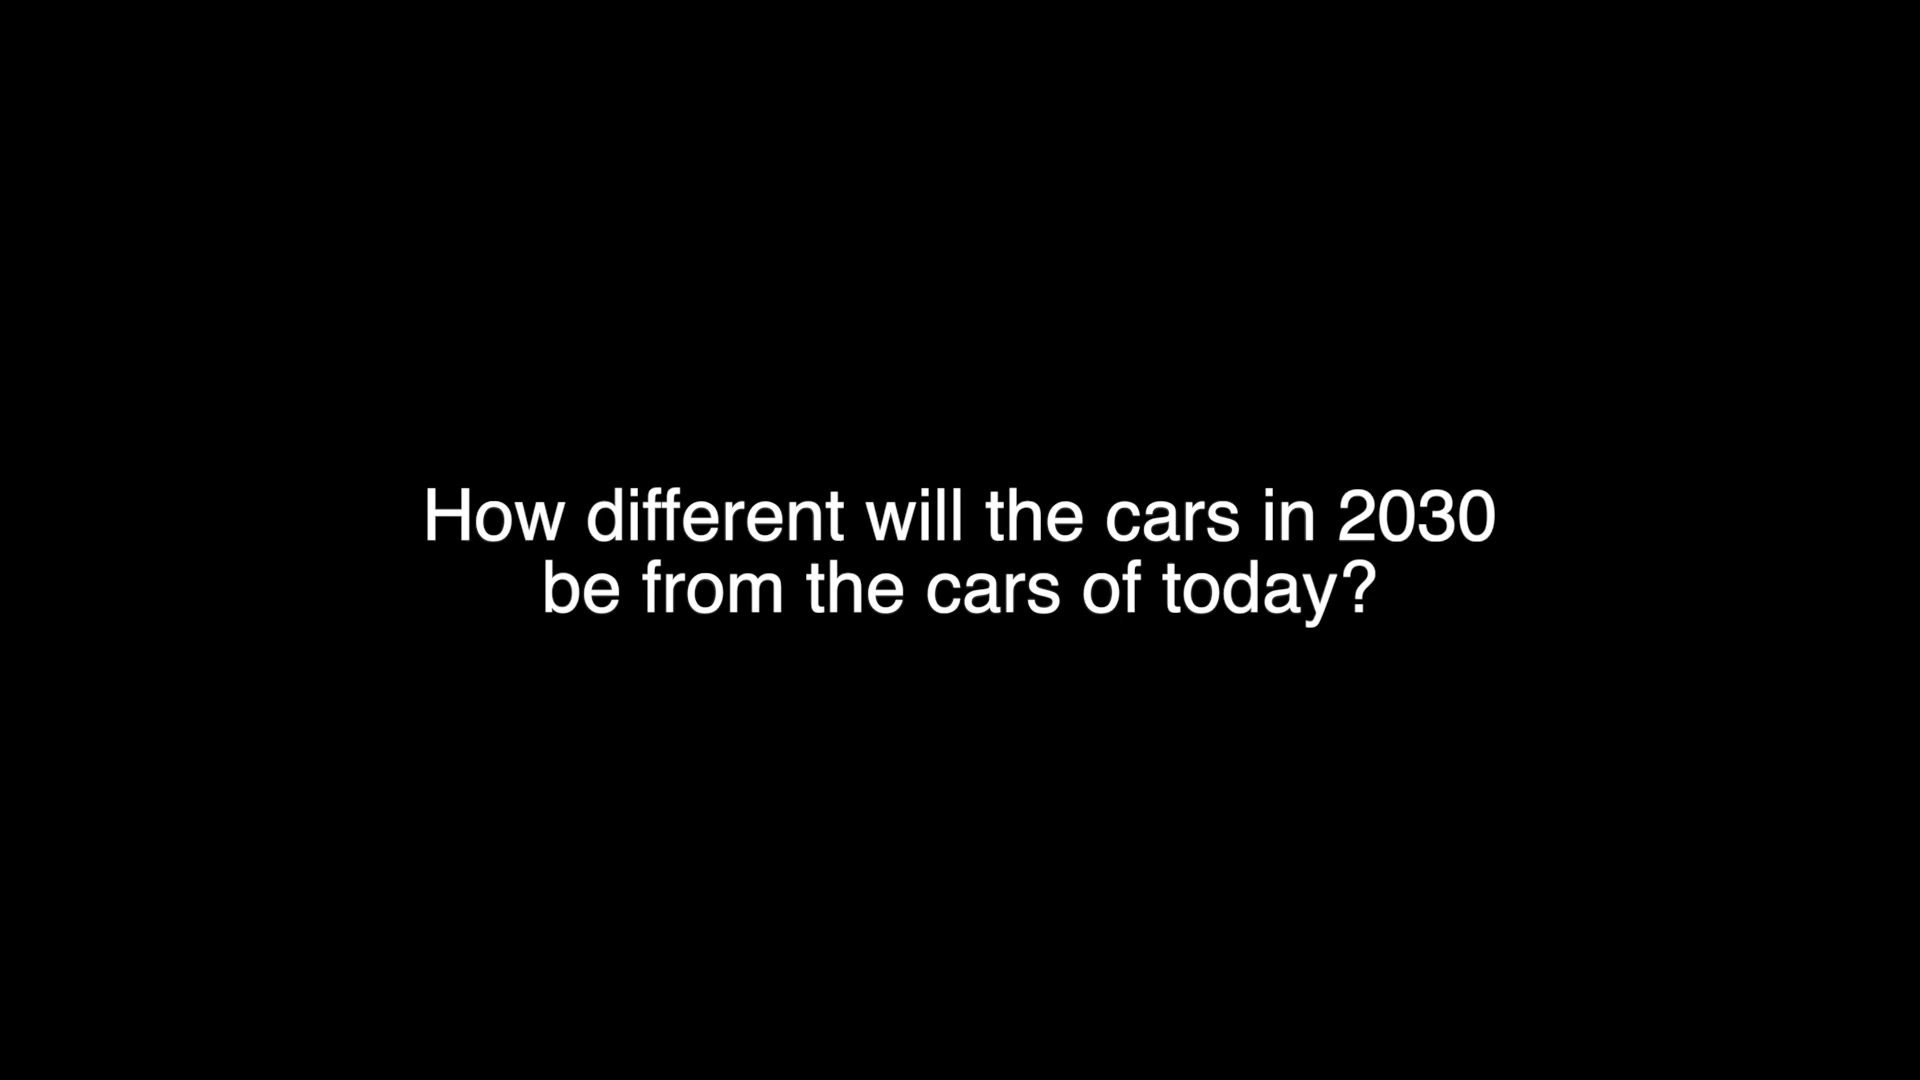 How different will the cars in 2030
be from the cars of today?